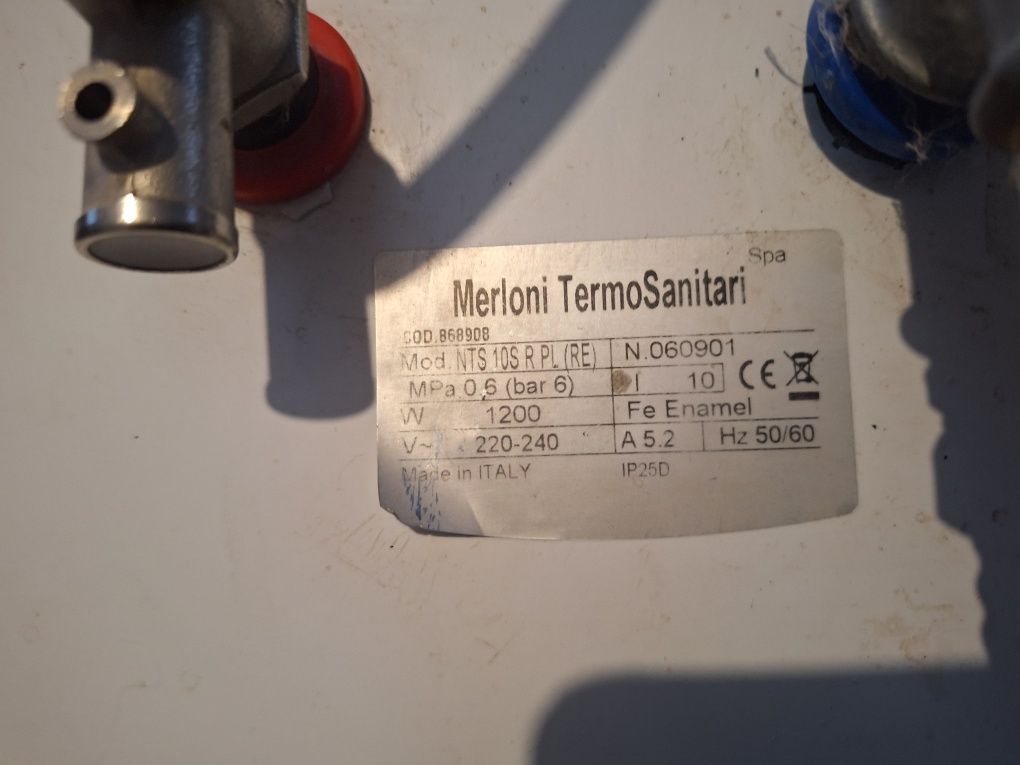 Spa
Merloni TermoSanitari
COD.868908
Mod. NTS 10S R PL (RE) N.060901
MPa 0,6 (bar 6) l 10 CE
W 1200 Fe Enamel
V~ 220-240 A 5.2 Hz 50/60
Made in ITALY IP25D